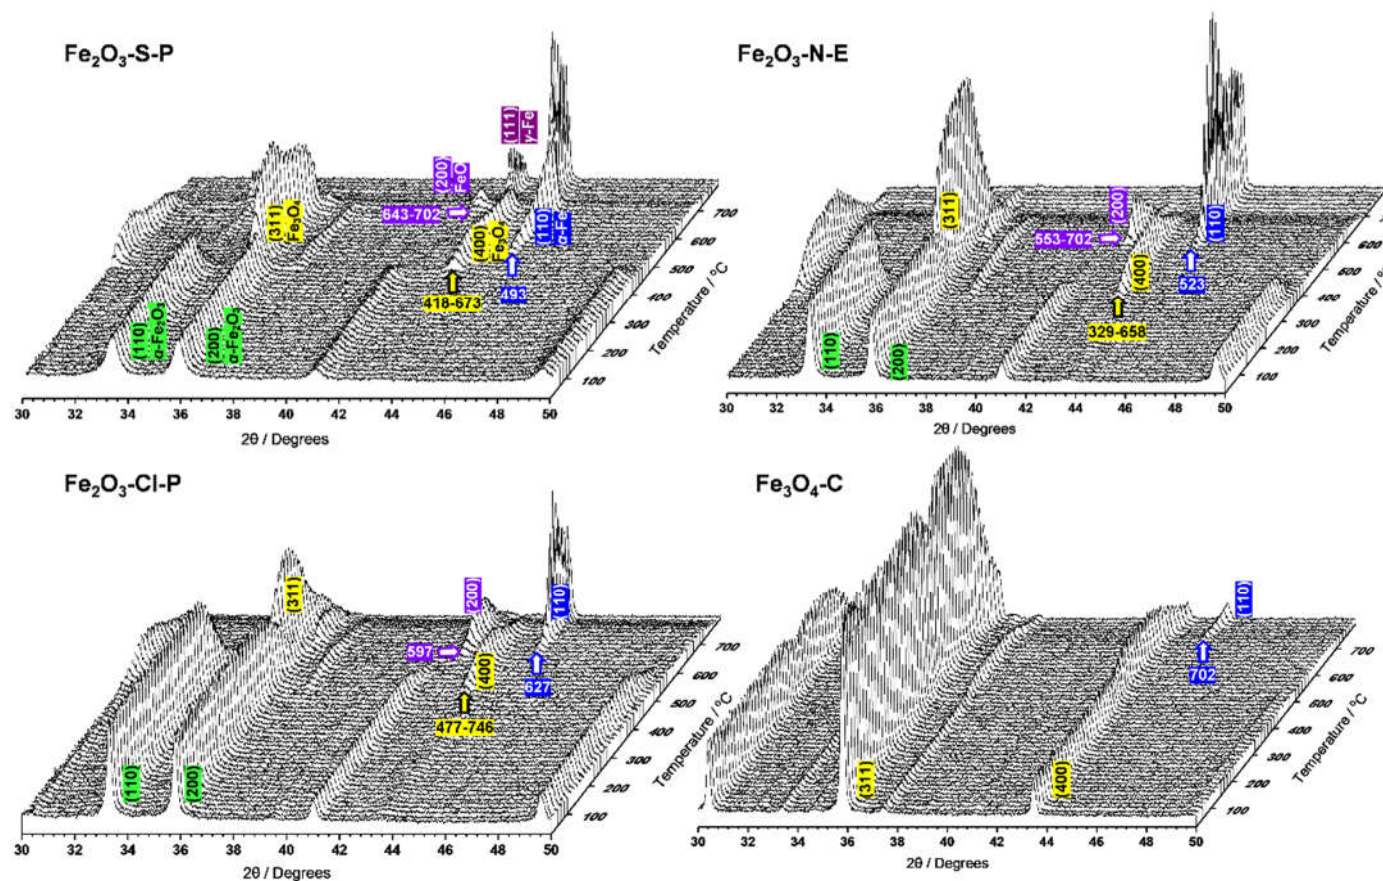 Fe₂O₃-S-P
(111)
γ-Fe
(200)
FeO
643-702
(311)
Fe₃O₄
(400)
Fe₃O₄
(110)
α-Fe
418-673
493
(110)
α-Fe₂O₃
(200)
α-Fe₂O₃
700
600
500
400
300
200
100
Temperature / °C
30 32 34 36 38 40 42 44 46 48 50
2θ / Degrees
Fe₂O₃-N-E
(311)
(200)
553-702
(110)
(400)
523
329-658
(110)
(200)
600
500
400
300
200
100
Temperature / °C
30 32 34 36 38 40 42 44 46 48 50
2θ / Degrees
Fe₂O₃-Cl-P
(311)
(200)
(110)
597
(400)
627
477-746
(110)
(200)
700
600
500
400
300
200
100
Temperature / °C
30 32 34 36 38 40 42 44 46 48 50
2θ / Degrees
Fe₃O₄-C
(110)
702
(311)
(400)
700
600
500
400
300
200
100
Temperature / °C
30 32 34 36 38 40 42 44 46 48 50
2θ / Degrees